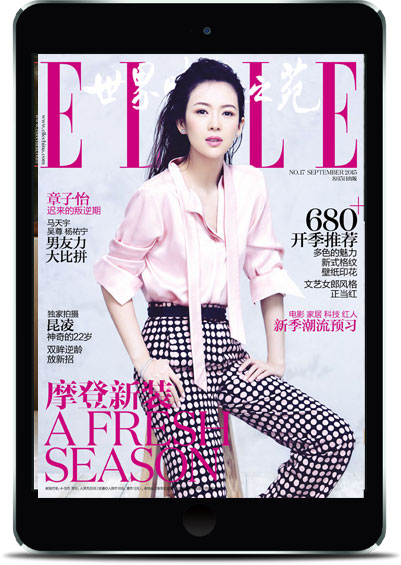 ELLE
世界时装之苑
www.ellechina.com
NO.17 SEPTEMBER 2015
章子怡
迟来的叛逆期
马天宇
吴尊 杨祐宁
男友力
大比拼
680+
开季推荐
多色的魅力
新式格纹
壁纸印花
文艺女郎风格
正当红
电影 家居 科技 红人
新季潮流预习
独家拍摄
昆凌
神奇的22岁
双眸逆龄
放新招
摩登新装
A FRESH
SEASON